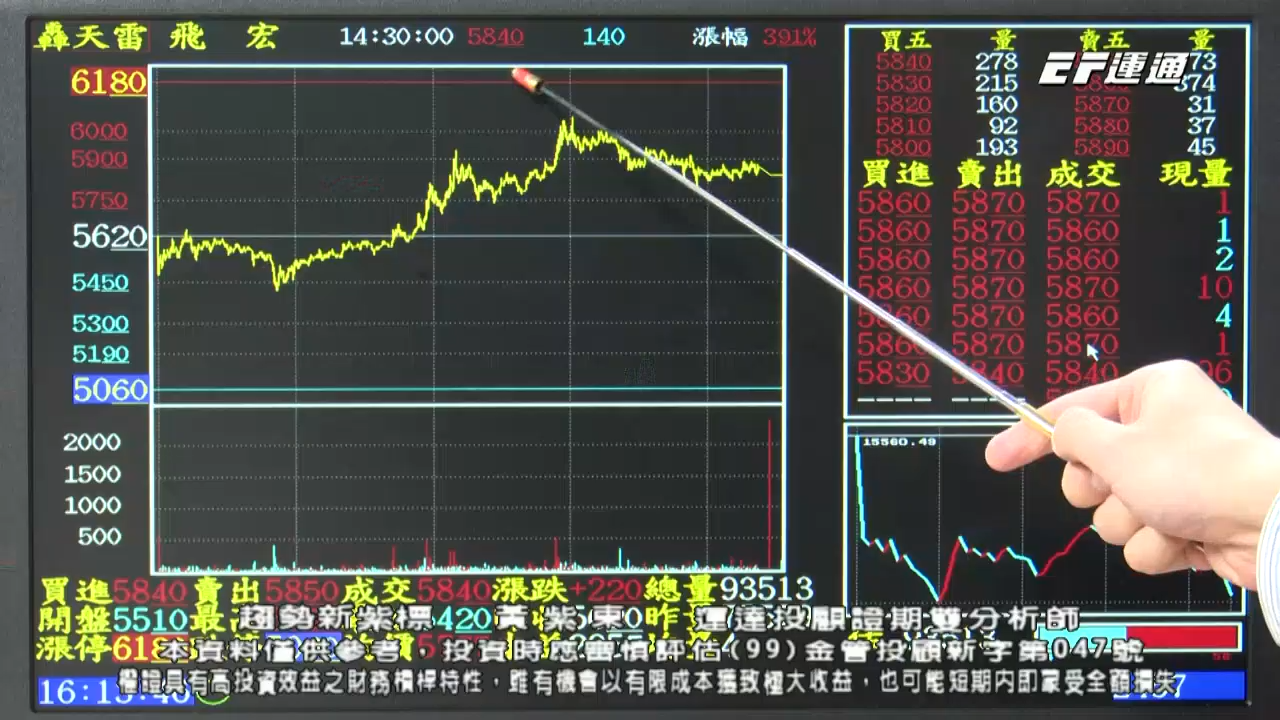 轟天雷 飛 宏 14:30:00 5840 140 漲幅 391%
6180
6000
5900
5750
5620
5450
5300
5190
5060
2000
1500
1000
500
買五 量 賣五 量
5840 278 73
5830 215 374
5820 160 5870 31
5810 92 5880 37
5800 193 5890 45
EF運通
買進 賣出 成交 現量
5860 5870 5870 1
5860 5870 5860 1
5860 5870 5860 2
5860 5870 5870 10
5860 5870 5860 4
5870 5870 1
5830 5840 5840
15560.49
買進5840 賣出5850 成交5840 漲跌+220 總量93513
開盤5510
漲停
趨勢新紫標 黃紫東 運達投顧證期雙分析師
本資料僅供參考，投資時應審慎評估(99)金管投顧新字第047號
權證具有高投資效益之財務槓桿特性，雖有機會以有限成本獲致極大收益，也可能短期內即蒙受全額損失